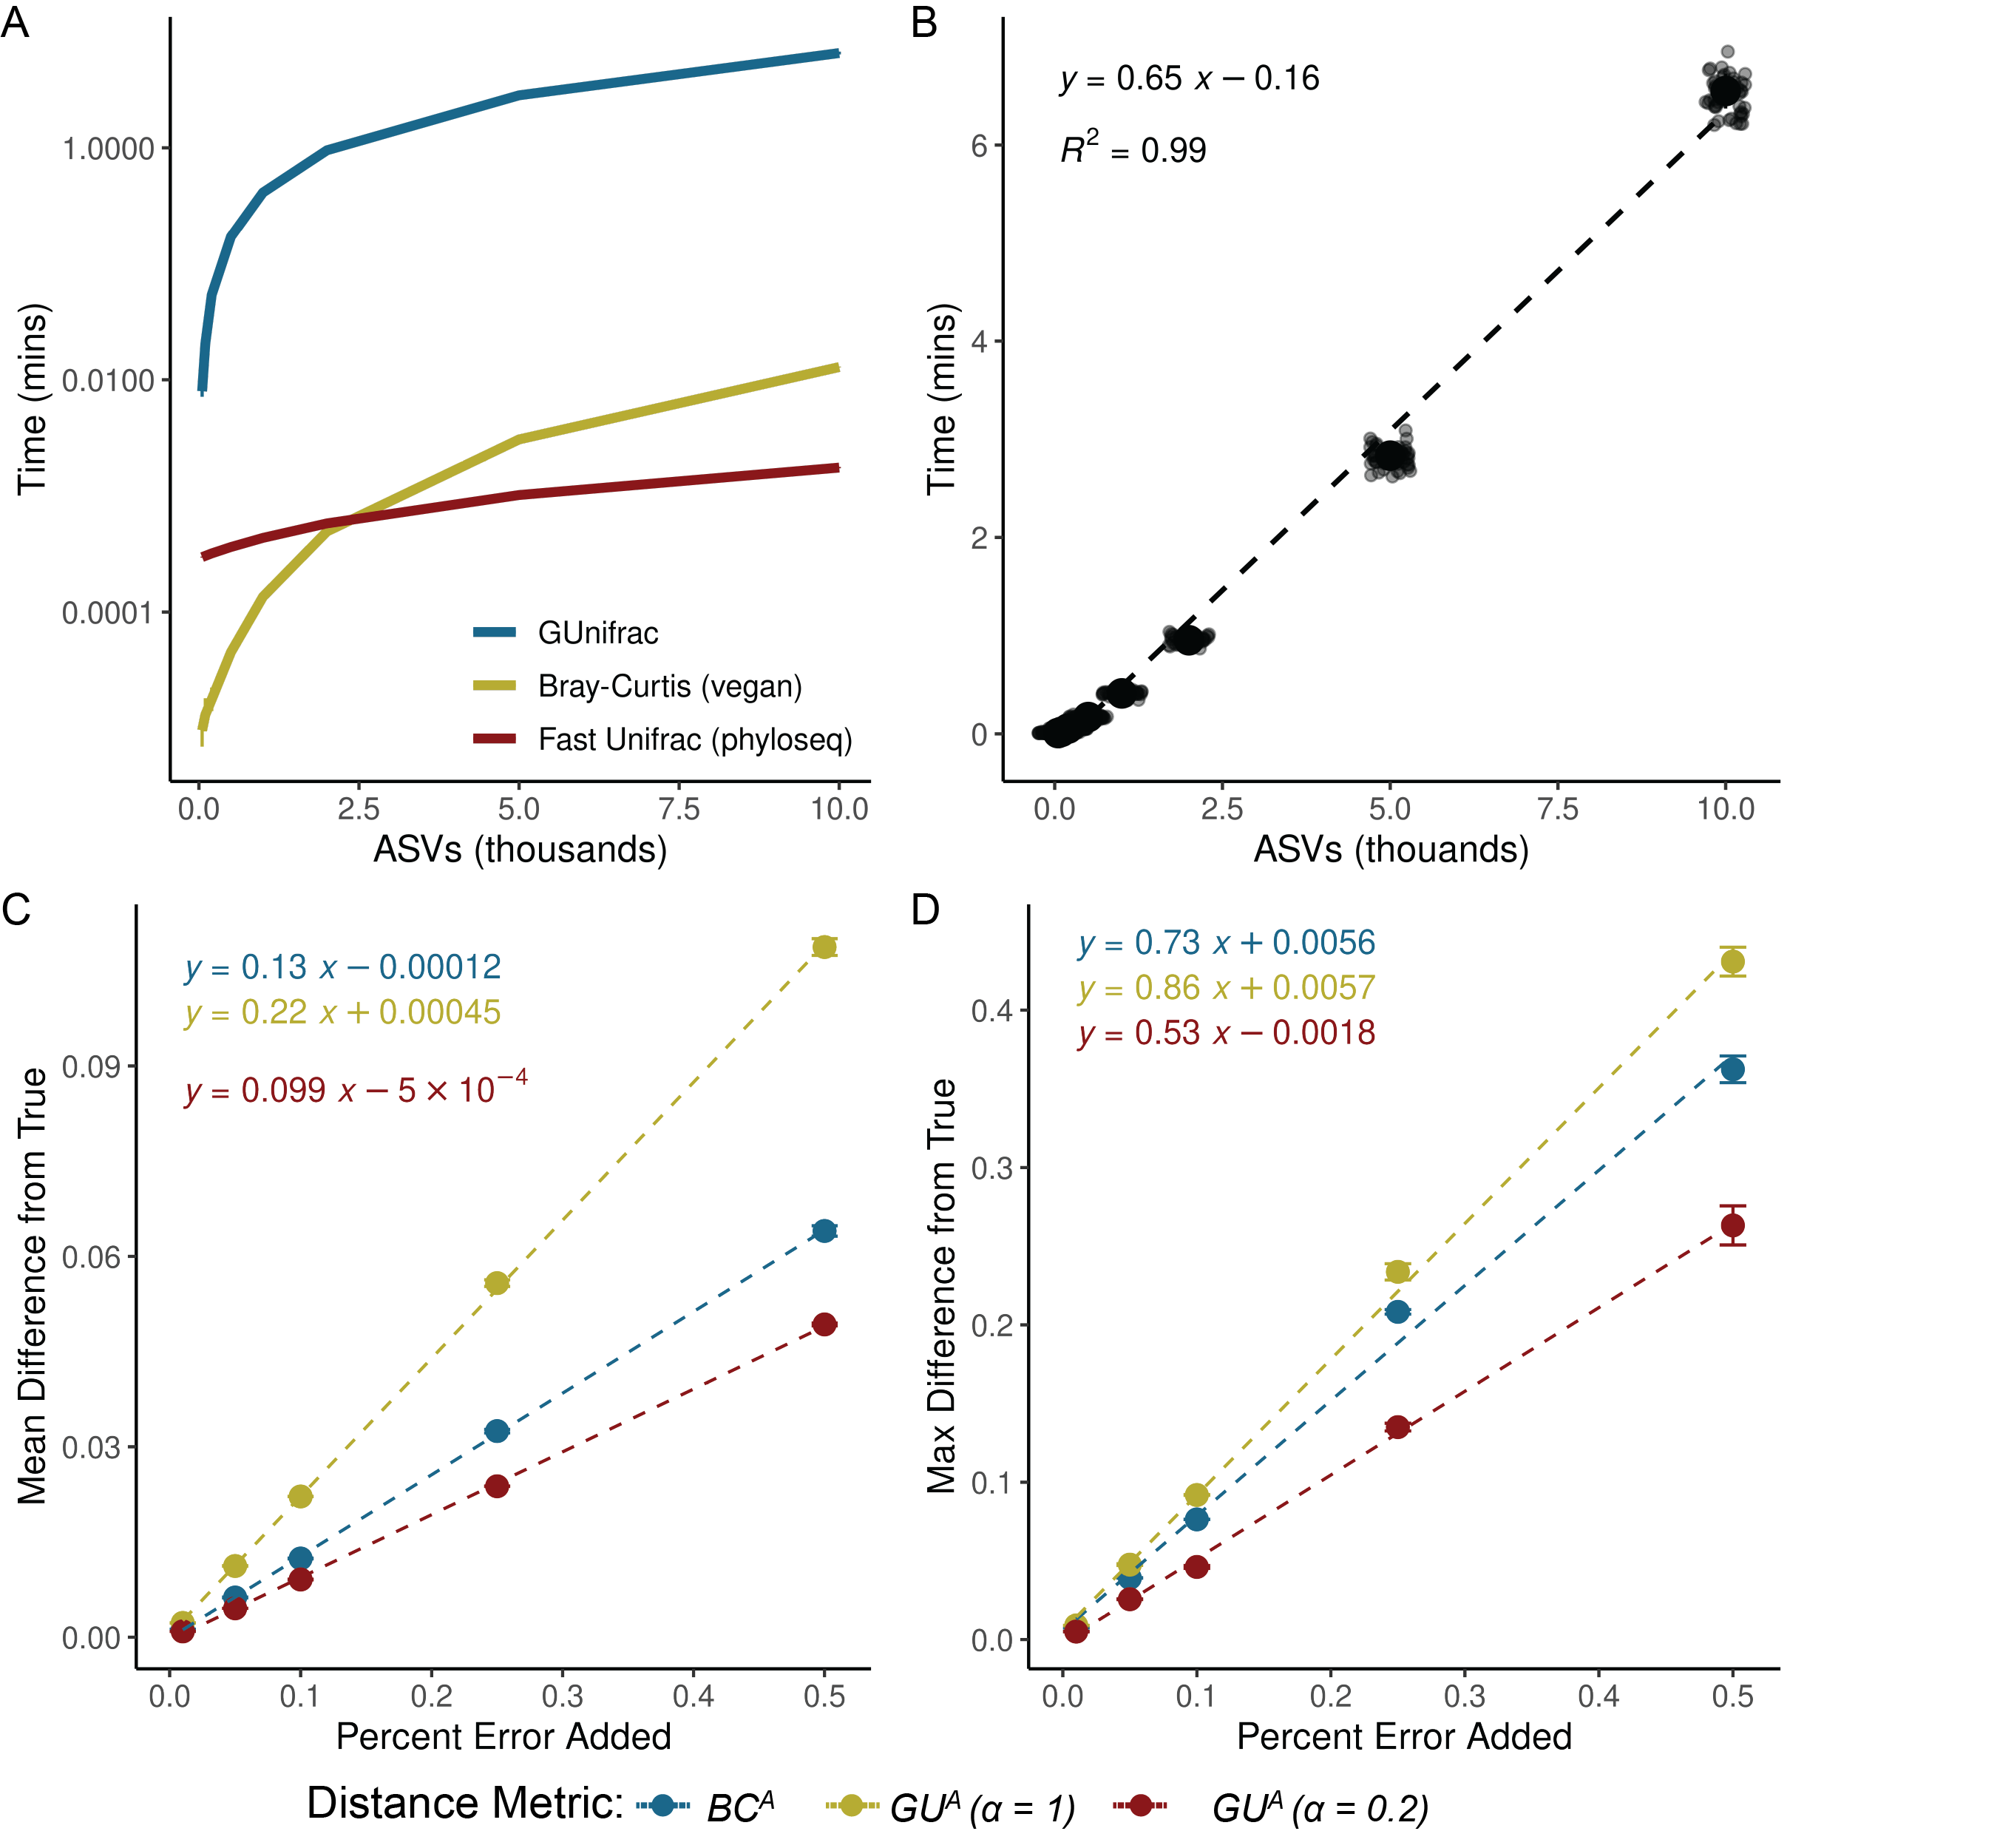 A
1.0000
0.0100
0.0001
Time (mins)
GUnifrac
Bray-Curtis (vegan)
Fast Unifrac (phyloseq)
0.0 2.5 5.0 7.5 10.0
ASVs (thousands)
B
y = 0.65 x − 0.16
R² = 0.99
6
4
2
0
Time (mins)
0.0 2.5 5.0 7.5 10.0
ASVs (thouands)
C
y = 0.13 x − 0.00012
y = 0.22 x + 0.00045
y = 0.099 x − 5 × 10⁻⁴
0.09
0.06
0.03
0.00
Mean Difference from True
0.0 0.1 0.2 0.3 0.4 0.5
Percent Error Added
D
y = 0.73 x + 0.0056
y = 0.86 x + 0.0057
y = 0.53 x − 0.0018
0.4
0.3
0.2
0.1
0.0
Max Difference from True
0.0 0.1 0.2 0.3 0.4 0.5
Percent Error Added
Distance Metric: BCᴬ GUᴬ (α = 1) GUᴬ (α = 0.2)